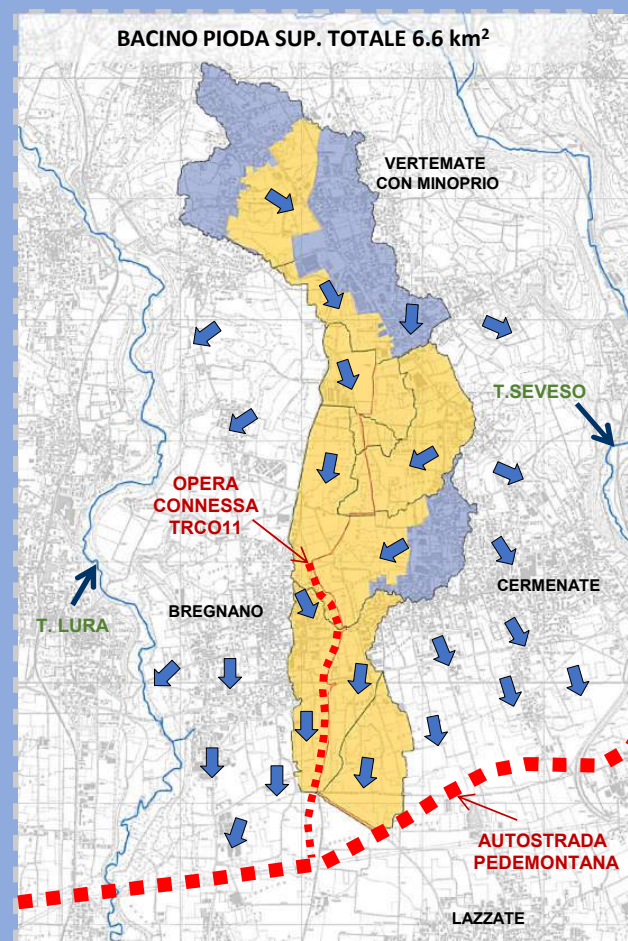 BACINO PIODA SUP. TOTALE 6.6 km²
VERTEMATE
CON MINOPRIO
T.SEVESO
OPERA
CONNESSA
TRCO11
CERMENATE
BREGNANO
T. LURA
AUTOSTRADA
PEDEMONTANA
LAZZATE